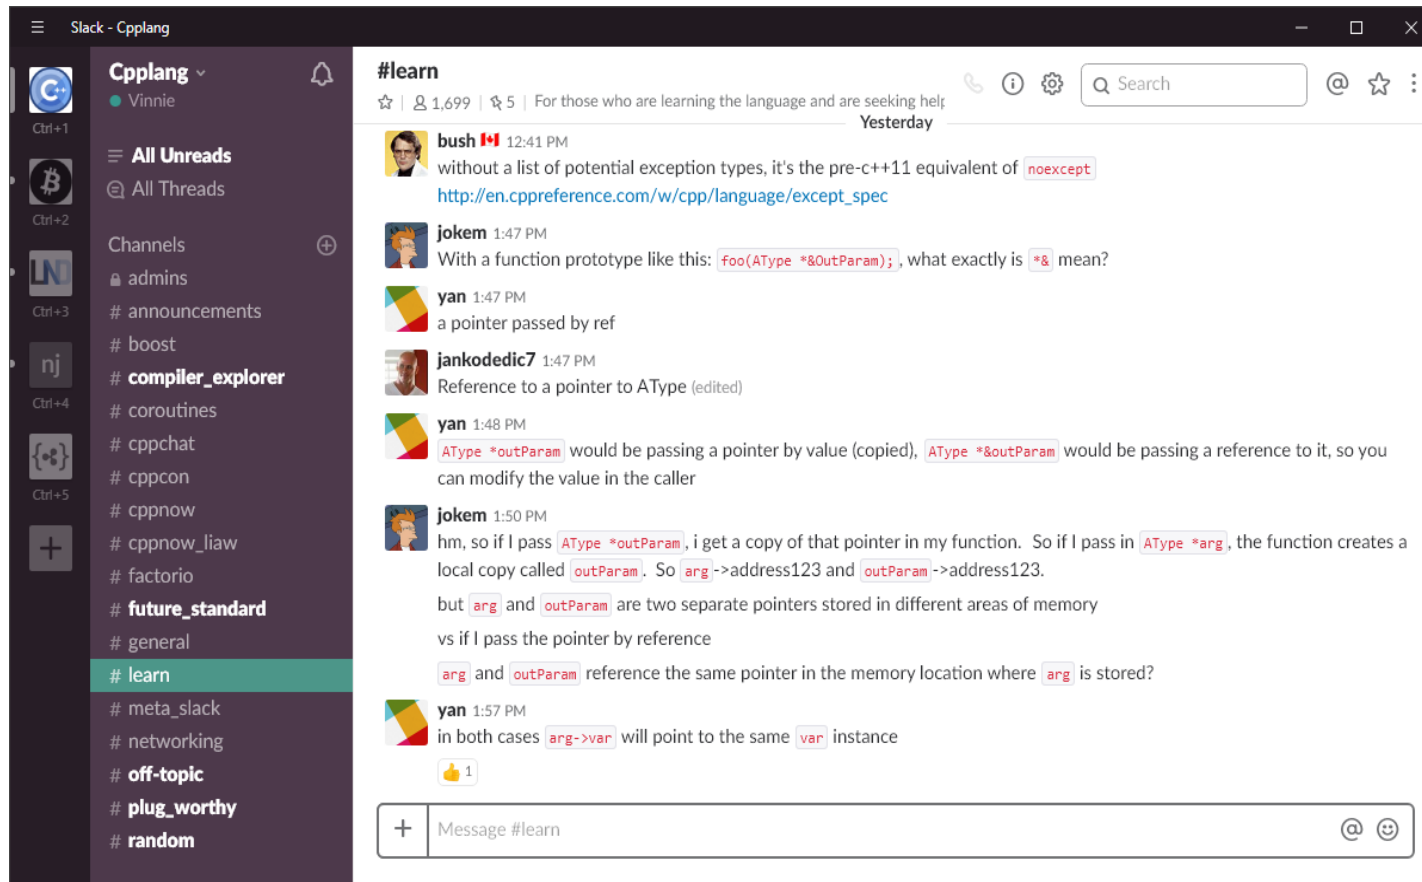 Slack - Cpplang
Ctrl+1
Ctrl+2
LND
Ctrl+3
nj
Ctrl+4
Ctrl+5
Cpplang
Vinnie
All Unreads
All Threads
Channels
admins
# announcements
# boost
# compiler_explorer
# coroutines
# cppchat
# cppcon
# cppnow
# cppnow_liaw
# factorio
# future_standard
# general
# learn
# meta_slack
# networking
# off-topic
# plug_worthy
# random
#learn
1,699 | 5 | For those who are learning the language and are seeking help
Search
Yesterday
bush 12:41 PM
without a list of potential exception types, it's the pre-c++11 equivalent of noexcept
http://en.cppreference.com/w/cpp/language/except_spec
jokem 1:47 PM
With a function prototype like this: foo(AType *&OutParam);, what exactly is *& mean?
yan 1:47 PM
a pointer passed by ref
jankodedic7 1:47 PM
Reference to a pointer to AType (edited)
yan 1:48 PM
AType *outParam would be passing a pointer by value (copied), AType *&outParam would be passing a reference to it, so you
can modify the value in the caller
jokem 1:50 PM
hm, so if I pass AType *outParam, i get a copy of that pointer in my function. So if I pass in AType *arg, the function creates a
local copy called outParam. So arg->address123 and outParam->address123.
but arg and outParam are two separate pointers stored in different areas of memory
vs if I pass the pointer by reference
arg and outParam reference the same pointer in the memory location where arg is stored?
yan 1:57 PM
in both cases arg->var will point to the same var instance
1
Message #learn